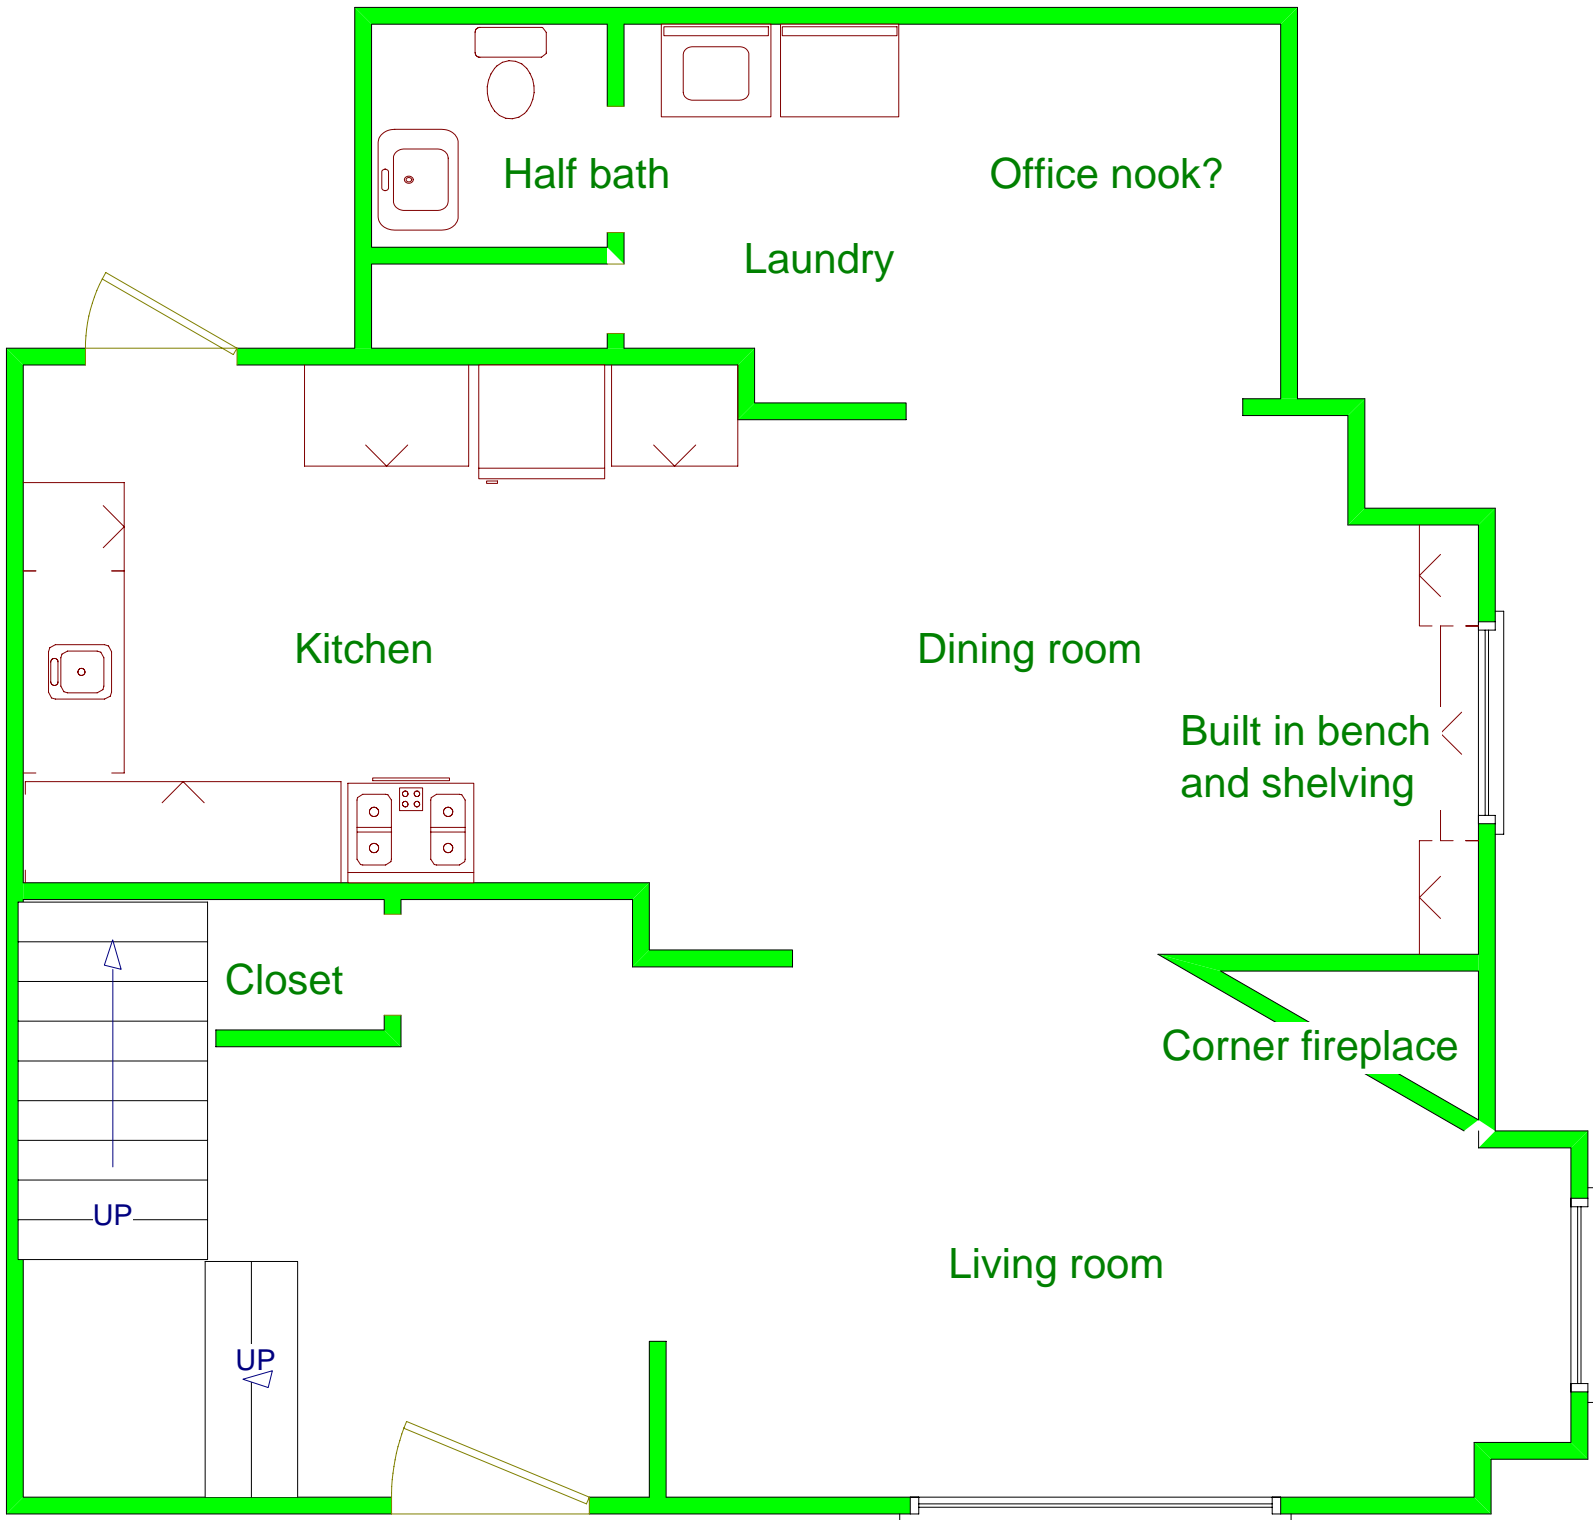 Half bath
Office nook?
Laundry
Kitchen
Dining room
Built in bench
and shelving
Closet
Corner fireplace
UP
Living room
UP